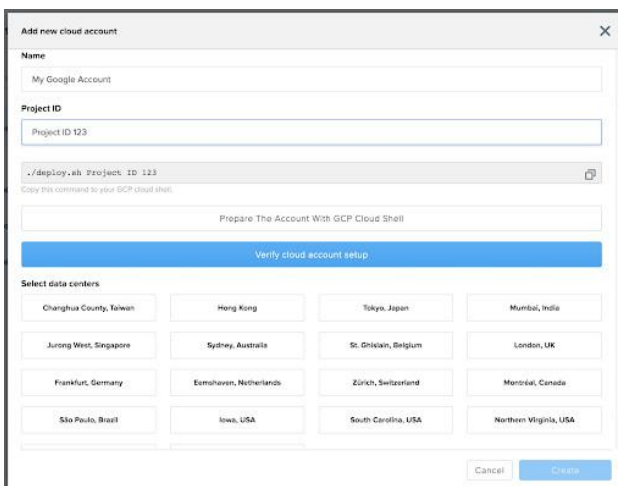 Add new cloud account
Name
My Google Account
Project ID
Project ID 123
./deploy.sh Project ID 123
Copy this command to your GCP cloud shell.
Prepare The Account With GCP Cloud Shell
Verify cloud account setup
Select data centers
Changhua County, Taiwan Hong Kong Tokyo, Japan Mumbai, India
Jurong West, Singapore Sydney, Australia St. Ghislain, Belgium London, UK
Frankfurt, Germany Eemshaven, Netherlands Zürich, Switzerland Montréal, Canada
São Paulo, Brazil Iowa, USA South Carolina, USA Northern Virginia, USA
Cancel Create